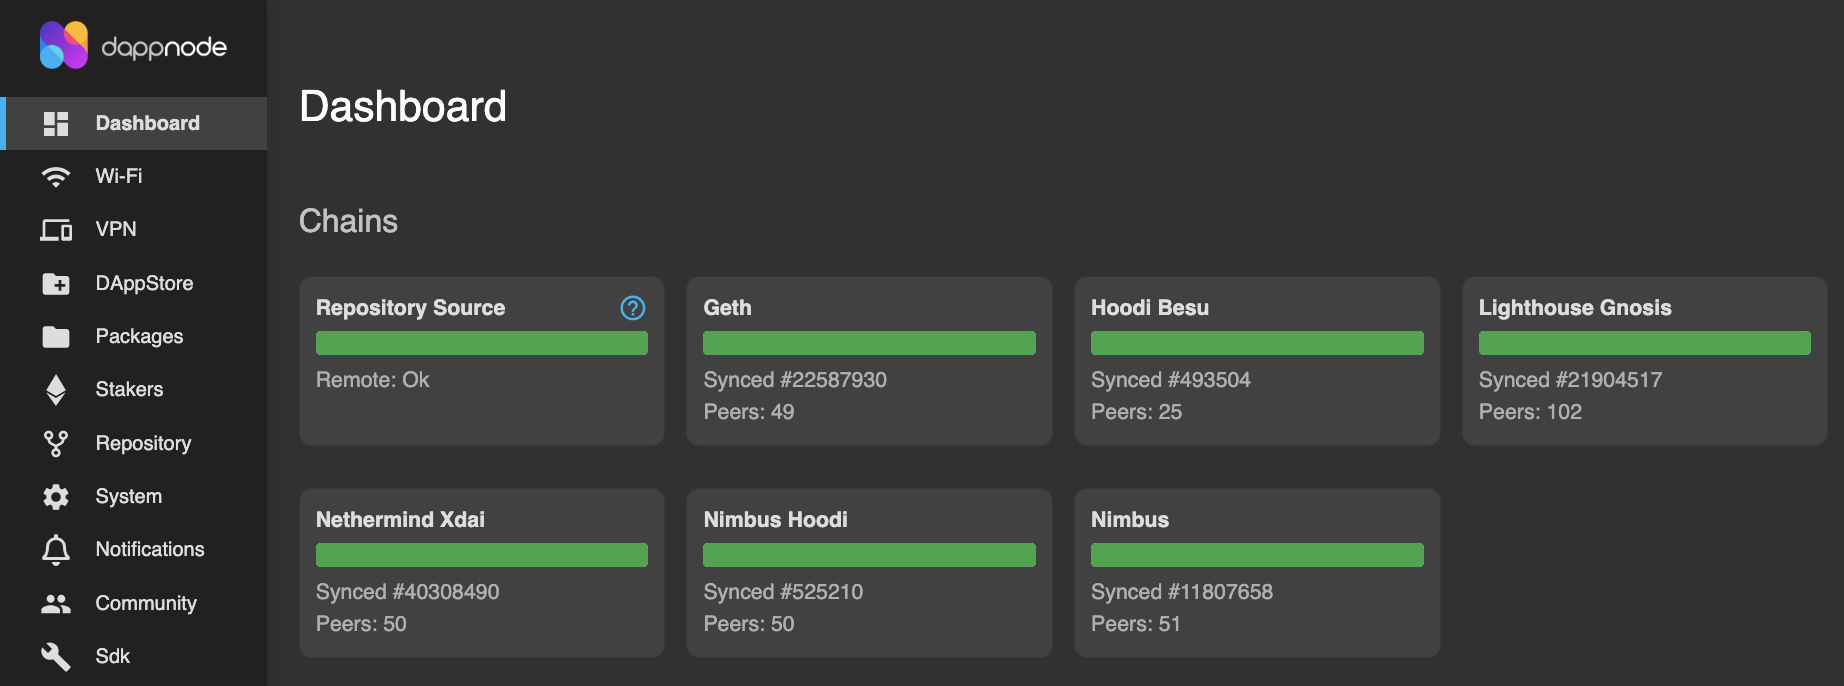 dappnode
Dashboard
Wi-Fi
VPN
DAppStore
Packages
Stakers
Repository
System
Notifications
Community
Sdk
Dashboard
Chains
Repository Source
Remote: Ok
Geth
Synced #22587930
Peers: 49
Hoodi Besu
Synced #493504
Peers: 25
Lighthouse Gnosis
Synced #21904517
Peers: 102
Nethermind Xdai
Synced #40308490
Peers: 50
Nimbus Hoodi
Synced #525210
Peers: 50
Nimbus
Synced #11807658
Peers: 51